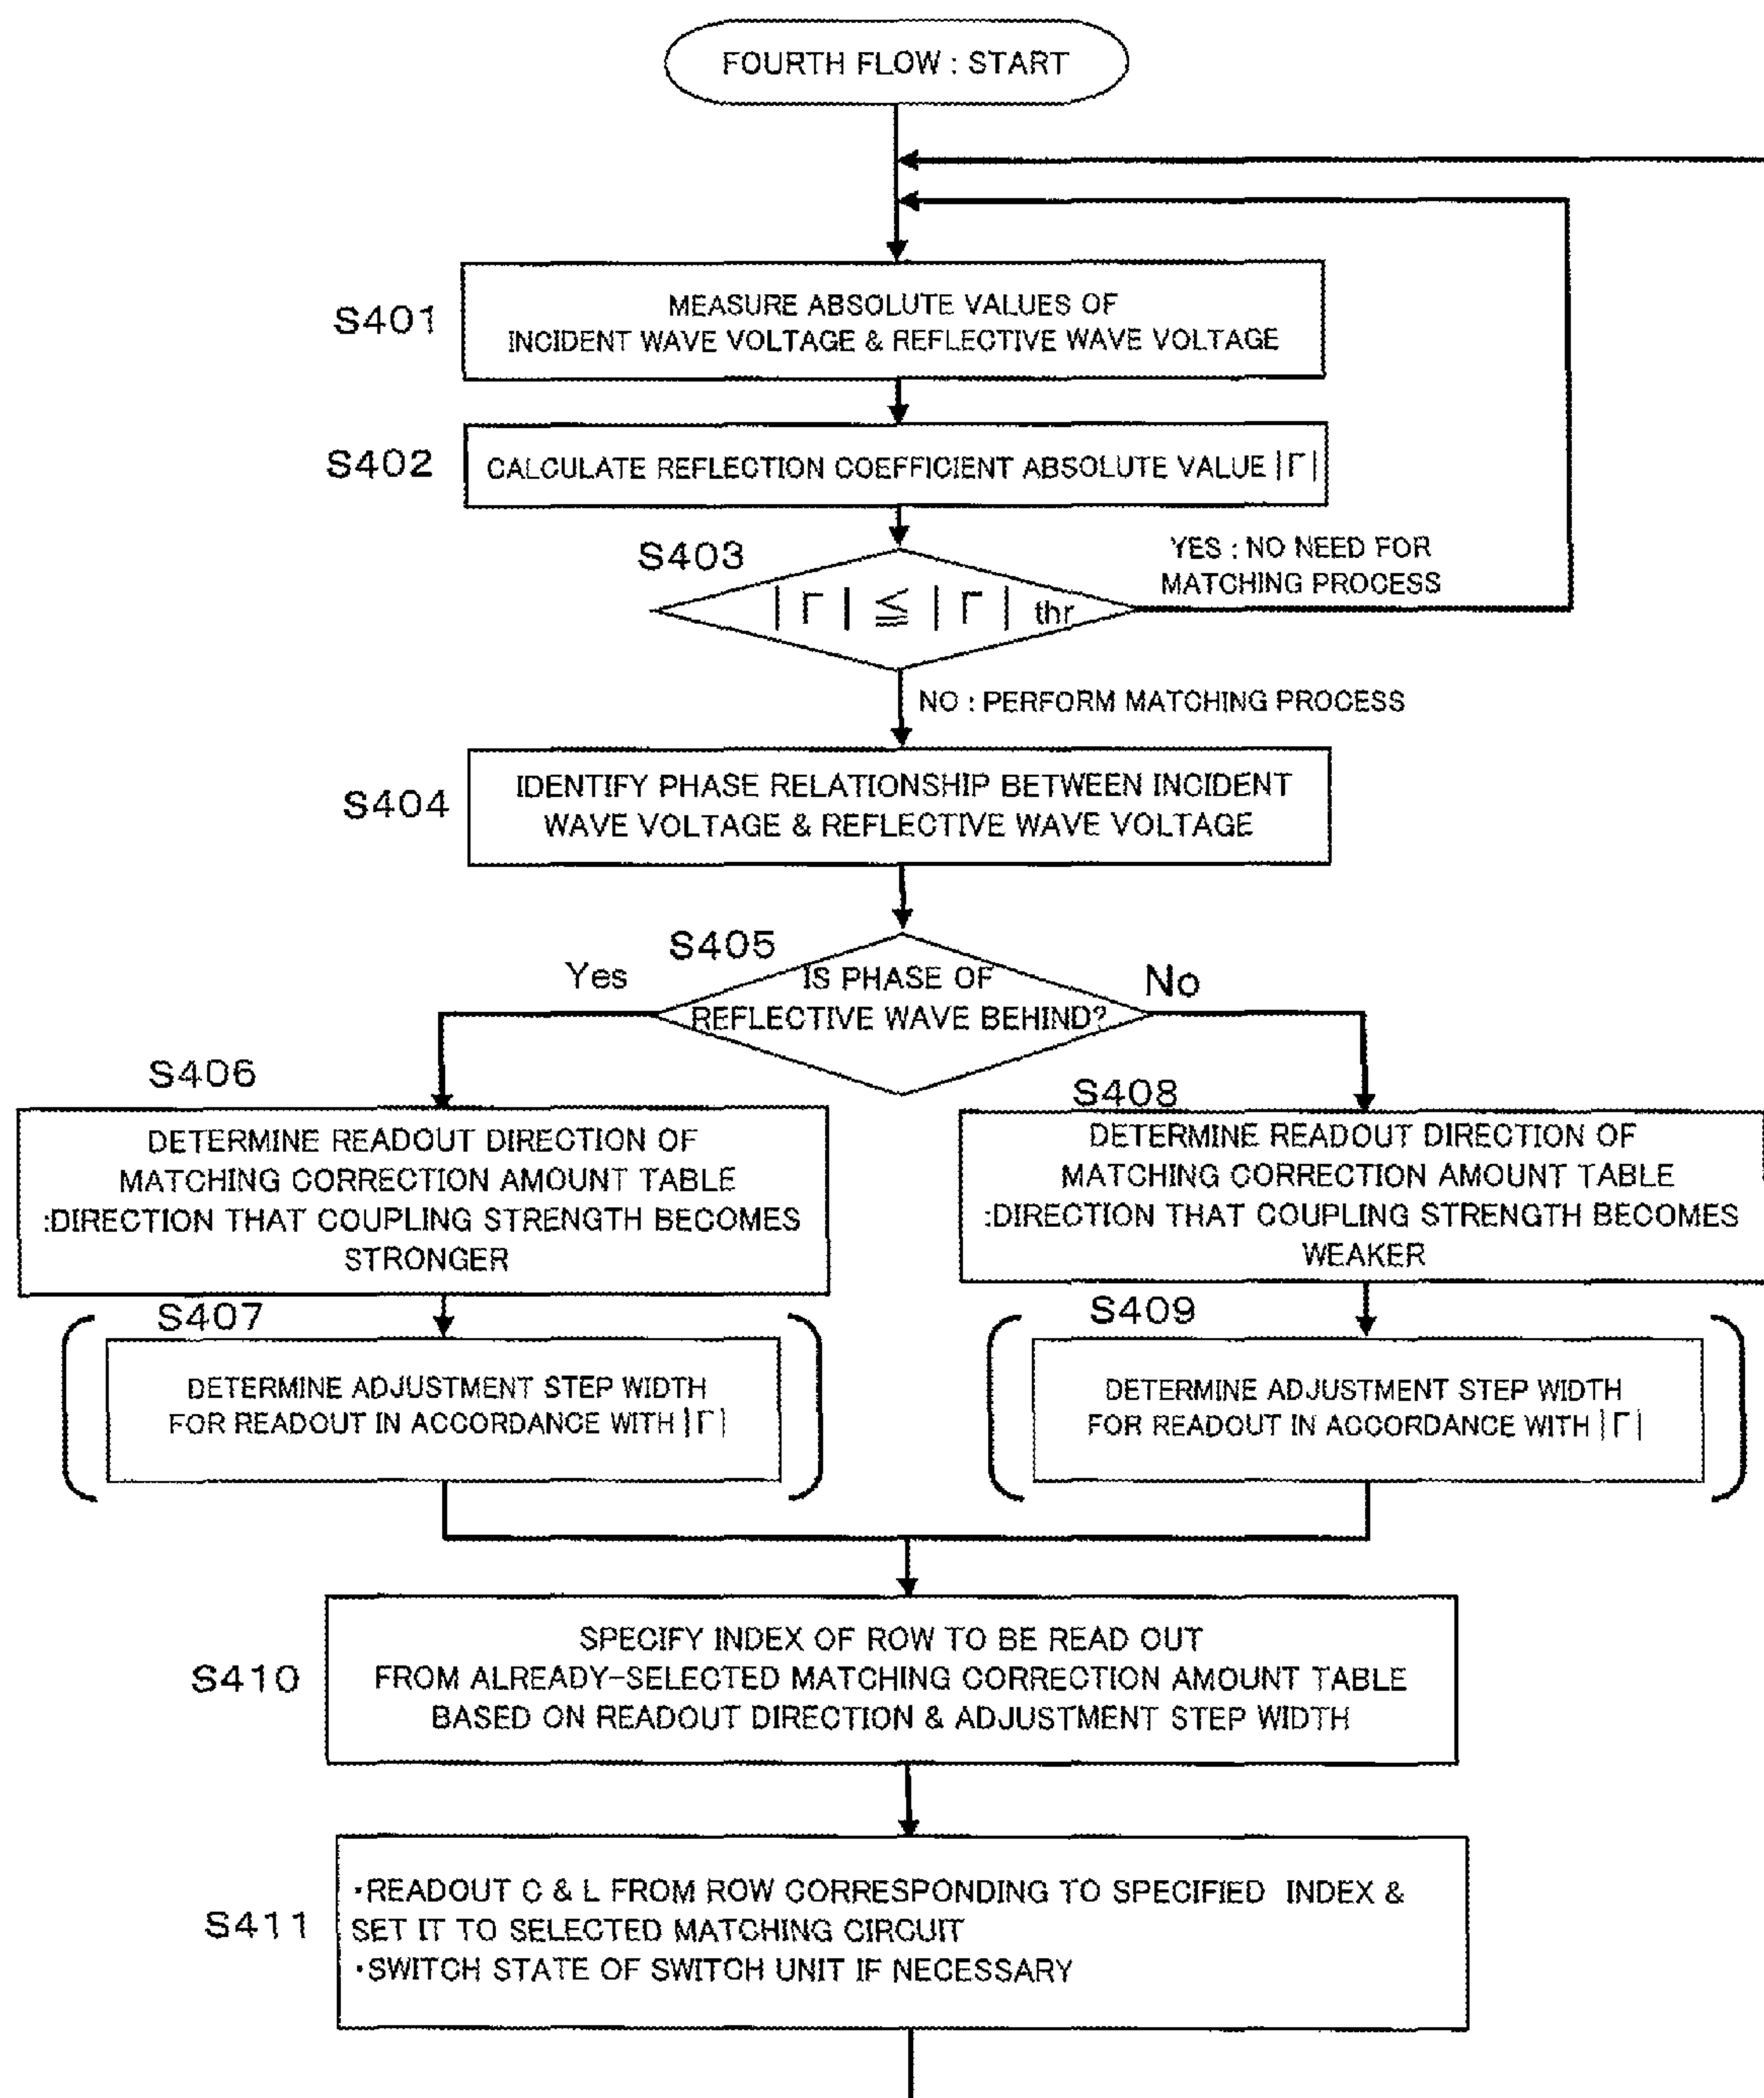 FOURTH FLOW : START
S401
MEASURE ABSOLUTE VALUES OF
INCIDENT WAVE VOLTAGE & REFLECTIVE WAVE VOLTAGE
S402
CALCULATE REFLECTION COEFFICIENT ABSOLUTE VALUE |Γ|
S403
|Γ| ≦ |Γ| thr
YES : NO NEED FOR
MATCHING PROCESS
NO : PERFORM MATCHING PROCESS
S404
IDENTIFY PHASE RELATIONSHIP BETWEEN INCIDENT
WAVE VOLTAGE & REFLECTIVE WAVE VOLTAGE
S405
Yes
IS PHASE OF
REFLECTIVE WAVE BEHIND?
No
S406
DETERMINE READOUT DIRECTION OF
MATCHING CORRECTION AMOUNT TABLE
:DIRECTION THAT COUPLING STRENGTH BECOMES
STRONGER
S408
DETERMINE READOUT DIRECTION OF
MATCHING CORRECTION AMOUNT TABLE
:DIRECTION THAT COUPLING STRENGTH BECOMES
WEAKER
S407
DETERMINE ADJUSTMENT STEP WIDTH
FOR READOUT IN ACCORDANCE WITH |Γ|
S409
DETERMINE ADJUSTMENT STEP WIDTH
FOR READOUT IN ACCORDANCE WITH |Γ|
S410
SPECIFY INDEX OF ROW TO BE READ OUT
FROM ALREADY-SELECTED MATCHING CORRECTION AMOUNT TABLE
BASED ON READOUT DIRECTION & ADJUSTMENT STEP WIDTH
S411
・READOUT C & L FROM ROW CORRESPONDING TO SPECIFIED INDEX &
SET IT TO SELECTED MATCHING CIRCUIT
・SWITCH STATE OF SWITCH UNIT IF NECESSARY